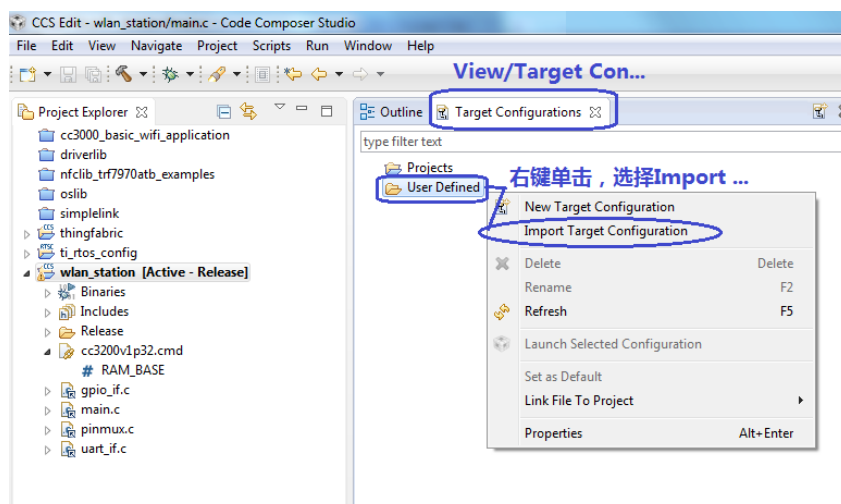 CCS Edit - wlan_station/main.c - Code Composer Studio
File Edit View Navigate Project Scripts Run Window Help
View/Target Con...
Project Explorer
Outline
Target Configurations
type filter text
cc3000_basic_wifi_application
driverlib
nfclib_trf7970atb_examples
oslib
simplelink
thingfabric
ti_rtos_config
wlan_station [Active - Release]
Binaries
Includes
Release
cc3200v1p32.cmd
# RAM_BASE
gpio_if.c
main.c
pinmux.c
uart_if.c
Projects
User Defined
右键单击，选择Import ...
New Target Configuration
Import Target Configuration
Delete Delete
Rename F2
Refresh F5
Launch Selected Configuration
Set as Default
Link File To Project
Properties Alt+Enter